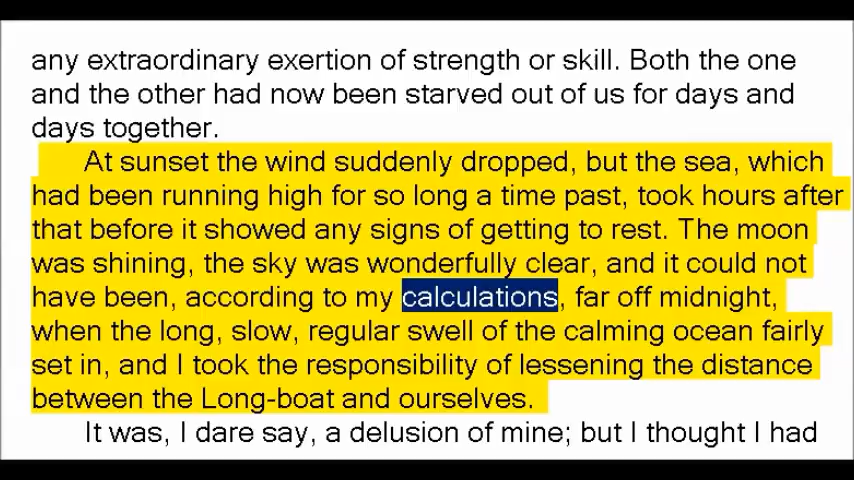 any extraordinary exertion of strength or skill. Both the one
and the other had now been starved out of us for days and
days together.
At sunset the wind suddenly dropped, but the sea, which
had been running high for so long a time past, took hours after
that before it showed any signs of getting to rest. The moon
was shining, the sky was wonderfully clear, and it could not
have been, according to my calculations, far off midnight,
when the long, slow, regular swell of the calming ocean fairly
set in, and I took the responsibility of lessening the distance
between the Long-boat and ourselves.
It was, I dare say, a delusion of mine; but I thought I had